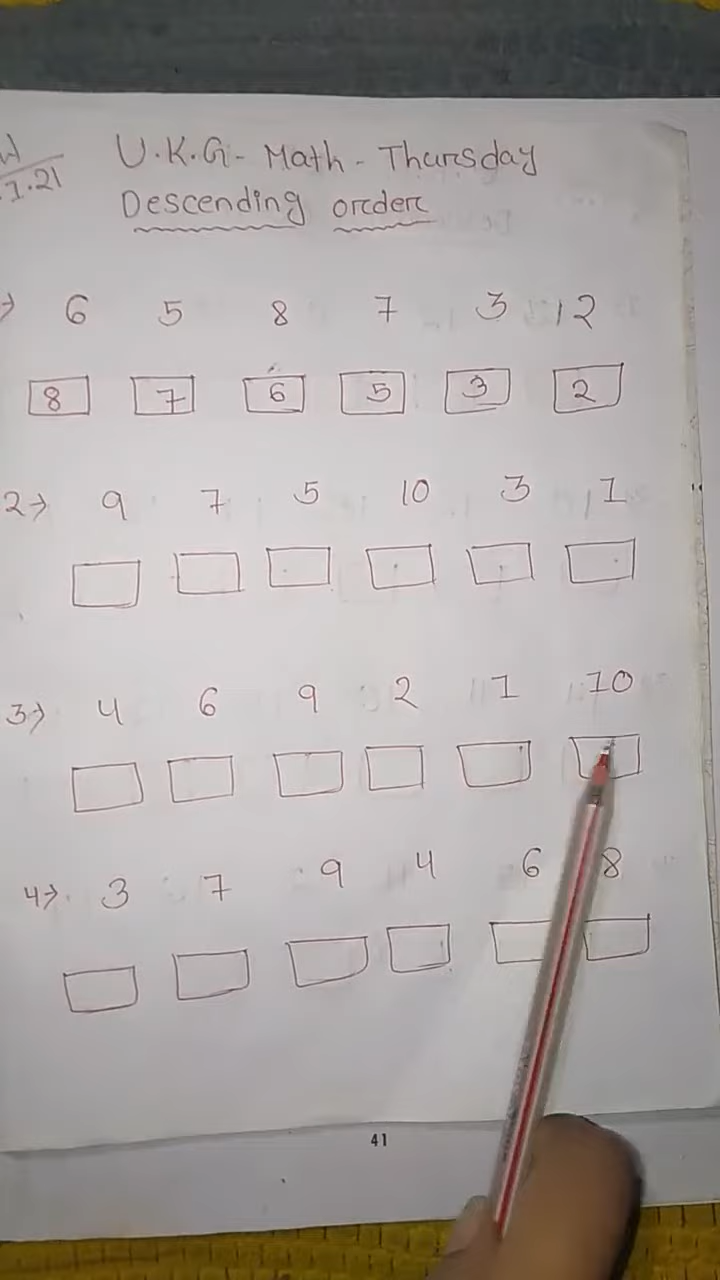 .1.21
U.K.G - Math - Thursday
Descending order
6 5 8 7 3 2
8 7 6 5 3 2
2→ 9 7 5 10 3 1
3→ 4 6 9 2 1 10
4→ 3 7 9 4 6 8
41